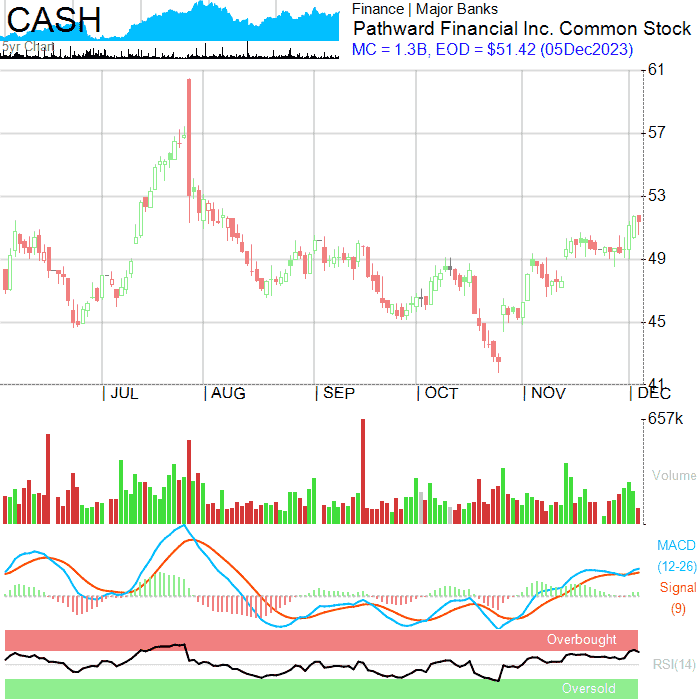 CASH
5yr Chart
Finance | Major Banks
Pathward Financial Inc. Common Stock
MC = 1.3B, EOD = $51.42 (05Dec2023)
61
57
53
49
45
41
| JUL | AUG | SEP | OCT | NOV | DEC
657k
Volume
MACD
(12-26)
Signal
(9)
Overbought
RSI(14)
Oversold